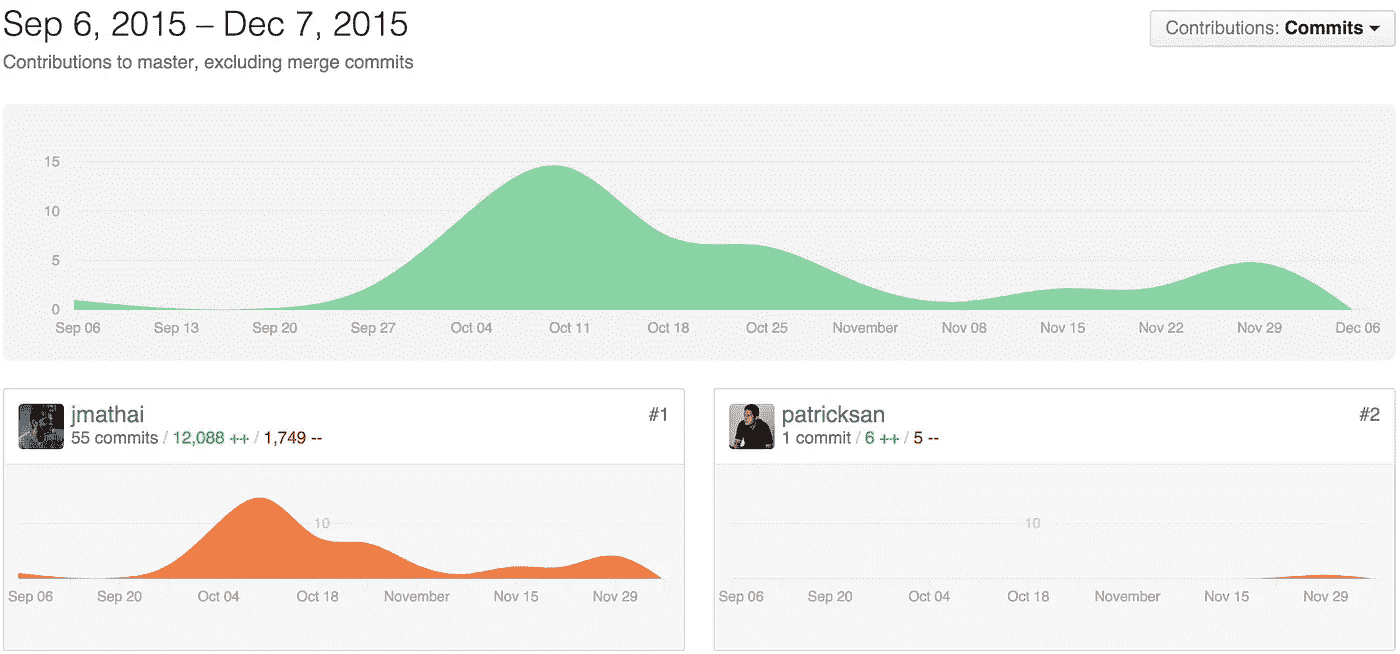 Sep 6, 2015 – Dec 7, 2015
Contributions: Commits
Contributions to master, excluding merge commits
15
10
5
0
Sep 06 Sep 13 Sep 20 Sep 27 Oct 04 Oct 11 Oct 18 Oct 25 November Nov 08 Nov 15 Nov 22 Nov 29 Dec 06
jmathai #1
55 commits / 12,088 ++ / 1,749 --
10
Sep 06 Sep 20 Oct 04 Oct 18 November Nov 15 Nov 29
patricksan #2
1 commit / 6 ++ / 5 --
10
Sep 06 Sep 20 Oct 04 Oct 18 November Nov 15 Nov 29